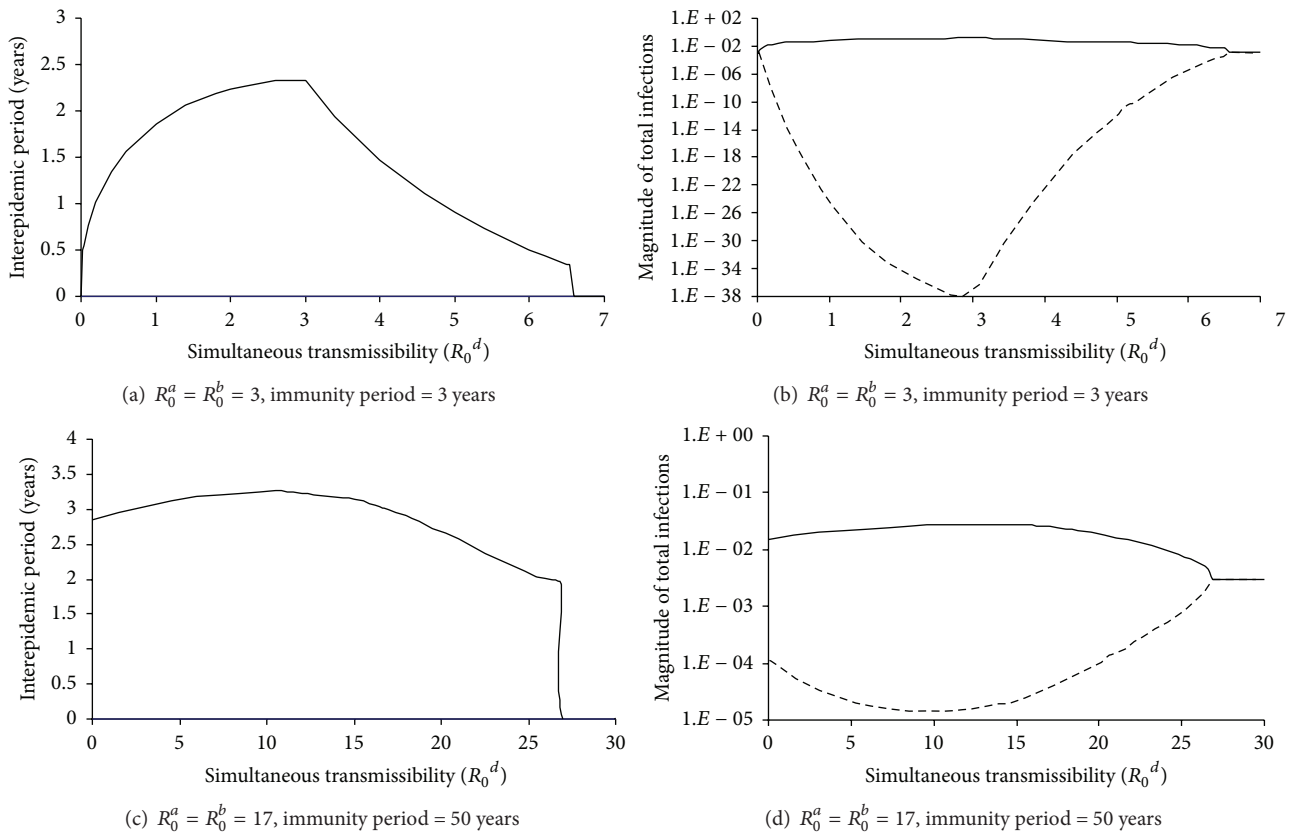 3
2.5
2
1.5
1
0.5
0
Interepidemic period (years)
0 1 2 3 4 5 6 7
Simultaneous transmissibility (R₀ᵈ)
(a) R₀ᵃ = R₀ᵇ = 3, immunity period = 3 years
1.E + 02
1.E − 02
1.E − 06
1.E − 10
1.E − 14
1.E − 18
1.E − 22
1.E − 26
1.E − 30
1.E − 34
1.E − 38
Magnitude of total infections
0 1 2 3 4 5 6 7
Simultaneous transmissibility (R₀ᵈ)
(b) R₀ᵃ = R₀ᵇ = 3, immunity period = 3 years
4
3.5
3
2.5
2
1.5
1
0.5
0
Interepidemic period (years)
0 5 10 15 20 25 30
Simultaneous transmissibility (R₀ᵈ)
(c) R₀ᵃ = R₀ᵇ = 17, immunity period = 50 years
1.E + 00
1.E − 01
1.E − 02
1.E − 03
1.E − 04
1.E − 05
Magnitude of total infections
0 5 10 15 20 25 30
Simultaneous transmissibility (R₀ᵈ)
(d) R₀ᵃ = R₀ᵇ = 17, immunity period = 50 years